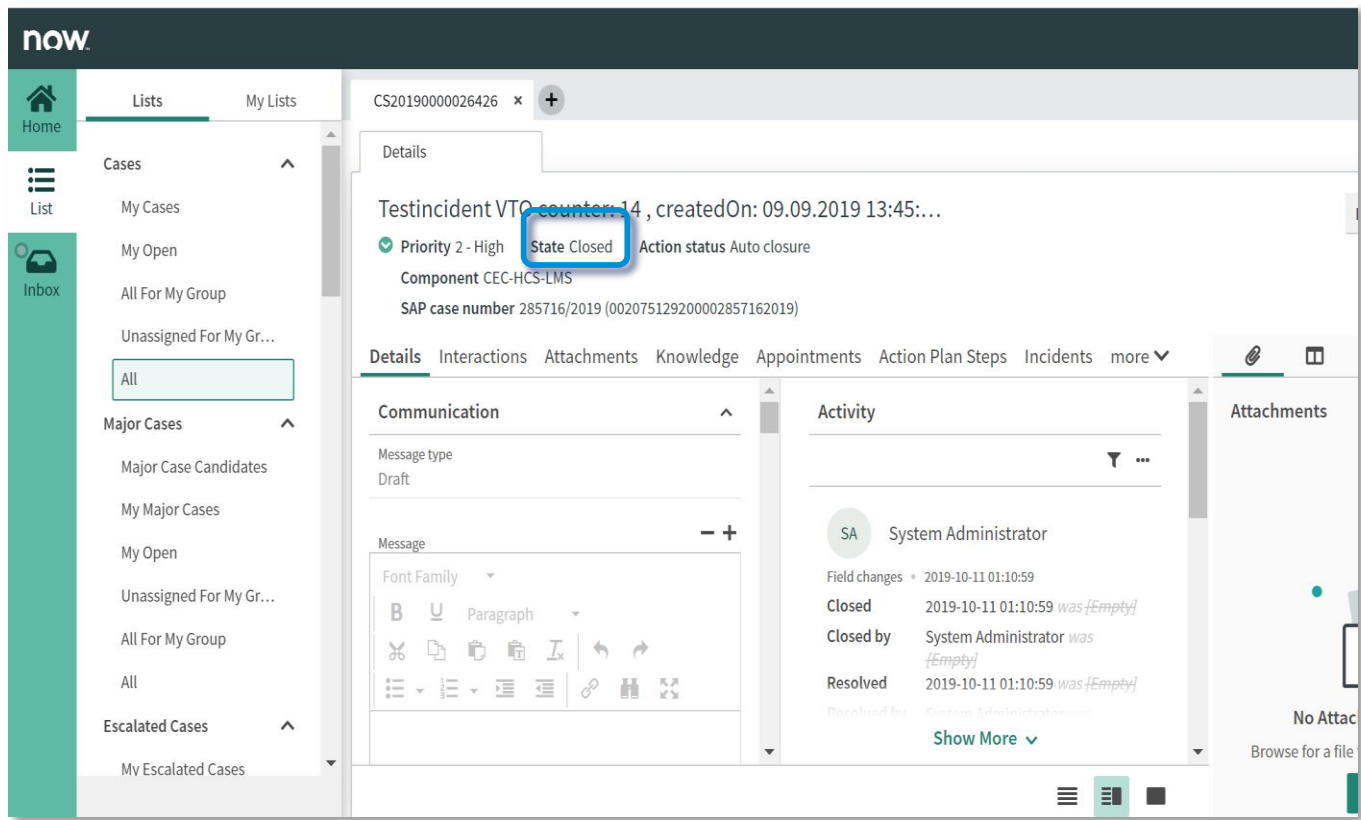 now.
Home
List
Inbox
Lists My Lists
Cases
My Cases
My Open
All For My Group
Unassigned For My Gr...
All
Major Cases
Major Case Candidates
My Major Cases
My Open
Unassigned For My Gr...
All For My Group
All
Escalated Cases
My Escalated Cases
CS20190000026426 ×
Details
Testincident VTO counter: 14 , createdOn: 09.09.2019 13:45:...
Priority 2 - High State Closed Action status Auto closure
Component CEC-HCS-LMS
SAP case number 285716/2019 (002075129200002857162019)
Details Interactions Attachments Knowledge Appointments Action Plan Steps Incidents more
Communication
Message type
Draft
Message
Font Family
B U Paragraph
Activity
SA System Administrator
Field changes • 2019-10-11 01:10:59
Closed 2019-10-11 01:10:59 was [Empty]
Closed by System Administrator was
[Empty]
Resolved 2019-10-11 01:10:59 was [Empty]
Resolved by System Administrator was
Show More
Attachments
No Attac
Browse for a file